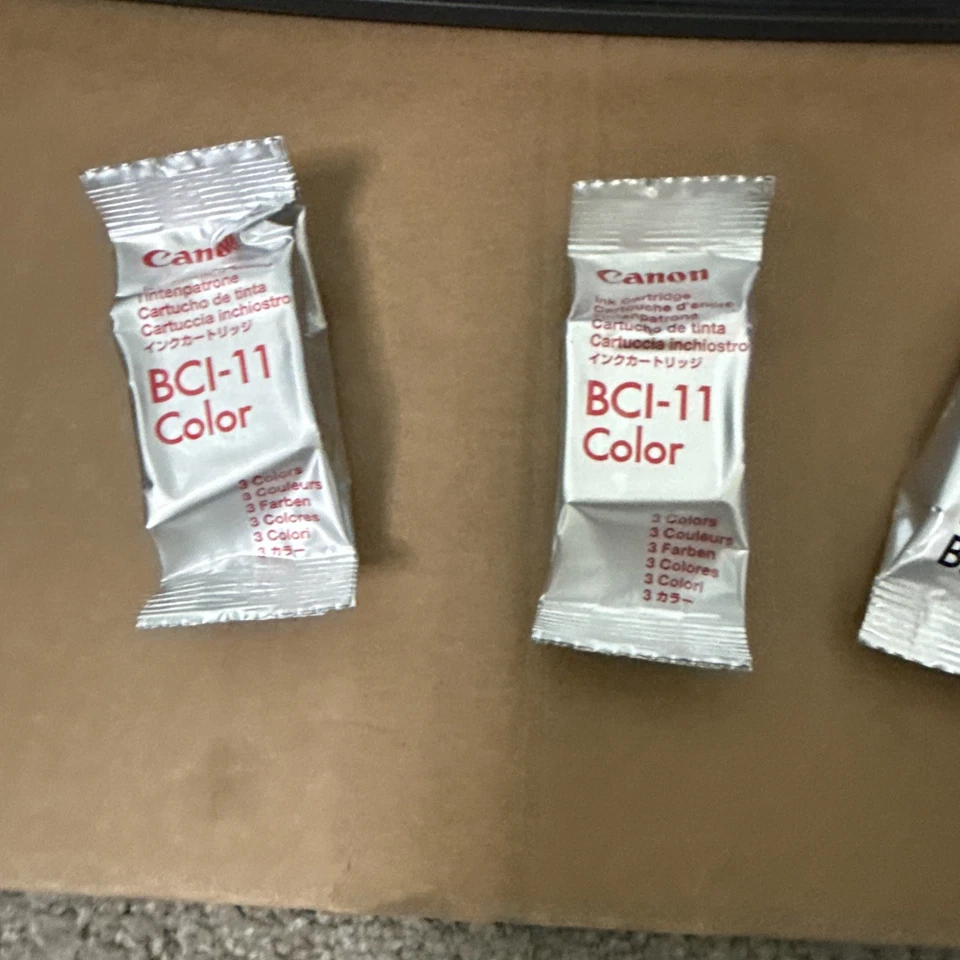 Canon
Tintenpatrone
Cartucho de tinta
Cartuccia inchiostro
インクカートリッジ
BCI-11
Color
3 Colors
3 Couleurs
3 Farben
3 Colores
3 Colori
3 カラー
Canon
Ink Cartridge
Cartouche d'encre
Tintenpatrone
Cartucho de tinta
Cartuccia inchiostro
インクカートリッジ
BCI-11
Color
3 Colors
3 Couleurs
3 Farben
3 Colores
3 Colori
3 カラー
B